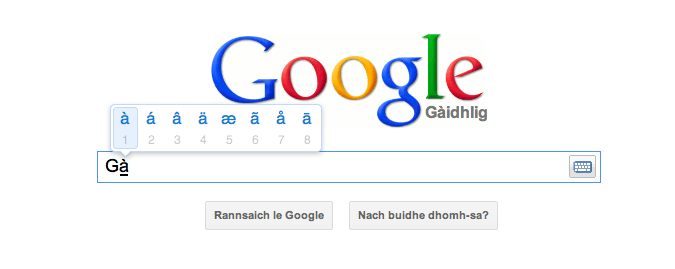 Google
Gàidhlig
à á â ä æ ã å ā
1 2 3 4 5 6 7 8
Gà
Rannsaich le Google Nach buidhe dhomh-sa?